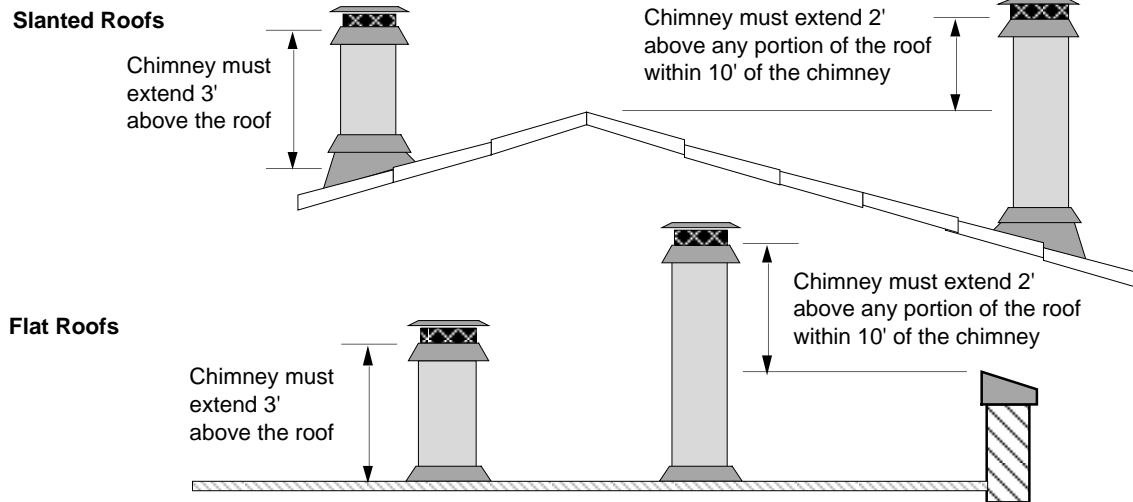 Slanted Roofs
Chimney must
extend 3'
above the roof
Chimney must extend 2'
above any portion of the roof
within 10' of the chimney
Flat Roofs
Chimney must
extend 3'
above the roof
Chimney must extend 2'
above any portion of the roof
within 10' of the chimney